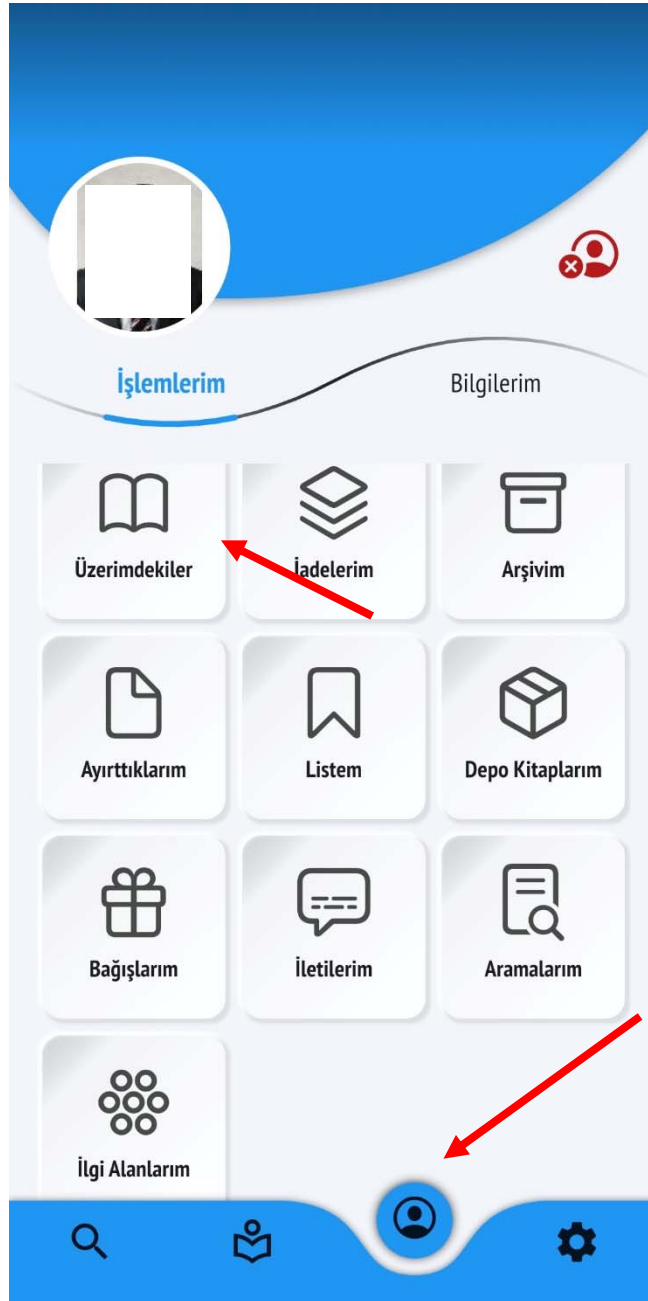 İşlemlerim
Bilgilerim
Üzerimdekiler
İadelerim
Arşivim
Ayırttıklarım
Listem
Depo Kitaplarım
Bağışlarım
İletilerim
Aramalarım
İlgi Alanlarım